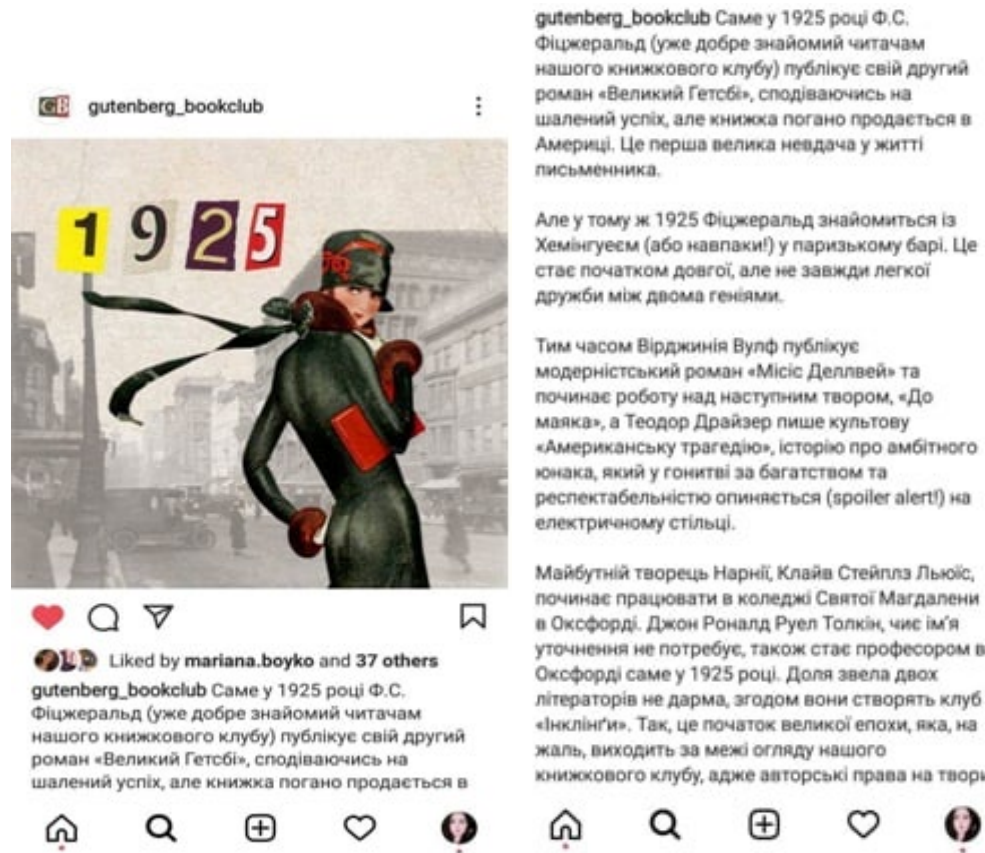 gutenberg_bookclub
1925
Liked by mariana.boyko and 37 others
gutenberg_bookclub Саме у 1925 році Ф.С.
Фіцжеральд (уже добре знайомий читачам
нашого книжкового клубу) публікує свій другий
роман «Великий Гетсбі», сподіваючись на
шалений успіх, але книжка погано продається в
gutenberg_bookclub Саме у 1925 році Ф.С.
Фіцжеральд (уже добре знайомий читачам
нашого книжкового клубу) публікує свій другий
роман «Великий Гетсбі», сподіваючись на
шалений успіх, але книжка погано продається в
Америці. Це перша велика невдача у житті
письменника.
Але у тому ж 1925 Фіцжеральд знайомиться із
Хемінгуеєм (або навпаки!) у паризькому барі. Це
стає початком довгої, але не завжди легкої
дружби між двома геніями.
Тим часом Вірджинія Вулф публікує
модерністський роман «Місіс Деллвей» та
починає роботу над наступним твором, «До
маяка», а Теодор Драйзер пише культову
«Американську трагедію», історію про амбітного
юнака, який у гонитві за багатством та
респектабельністю опиняється (spoiler alert!) на
електричному стільці.
Майбутній творець Нарнії, Клайв Стейплз Льюїс,
починає працювати в коледжі Святої Магдалени
в Оксфорді. Джон Роналд Руел Толкін, чиє ім'я
уточнення не потребує, також стає професором в
Оксфорді саме у 1925 році. Доля звела двох
літераторів не дарма, згодом вони створять клуб
«Інклінґи». Так, це початок великої епохи, яка, на
жаль, виходить за межі огляду нашого
книжкового клубу, адже авторські права на твори